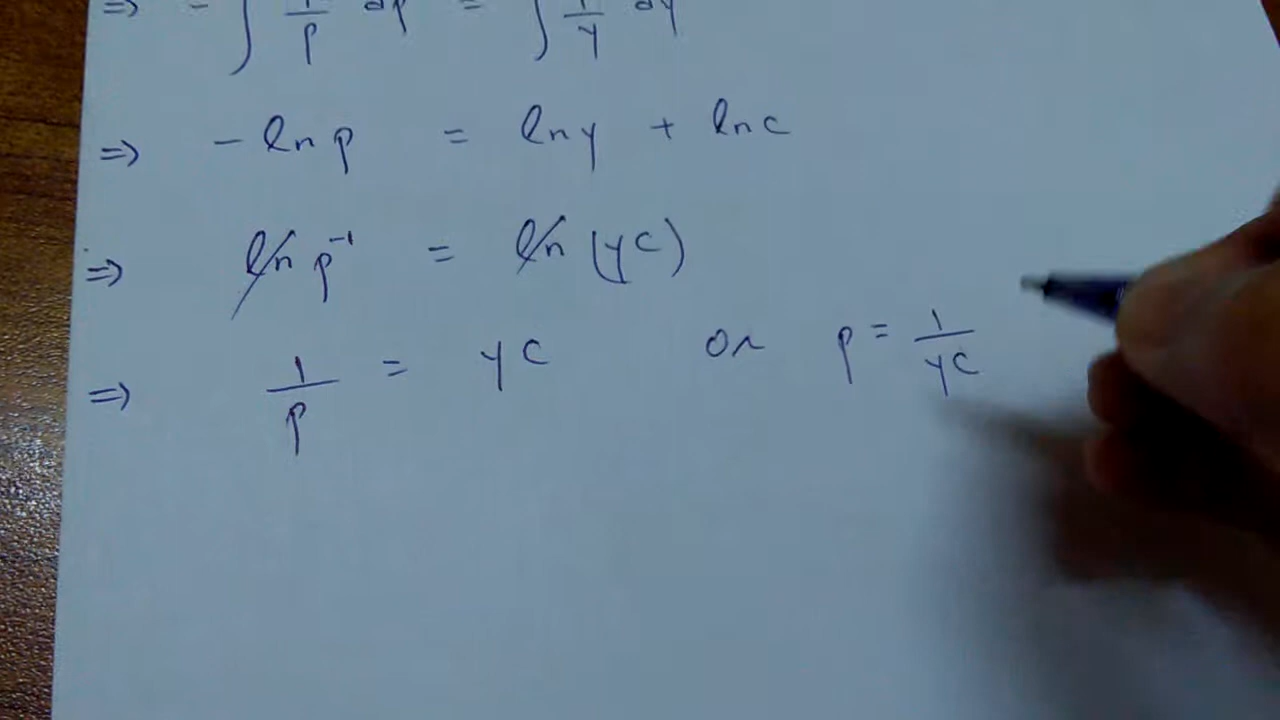 ⇒ - ∫ 1/p dp = ∫ 1/y dy
⇒ - ln p = ln y + ln c
⇒ ln p⁻¹ = ln (yc)
⇒ 1/p = yc or p = 1/yc